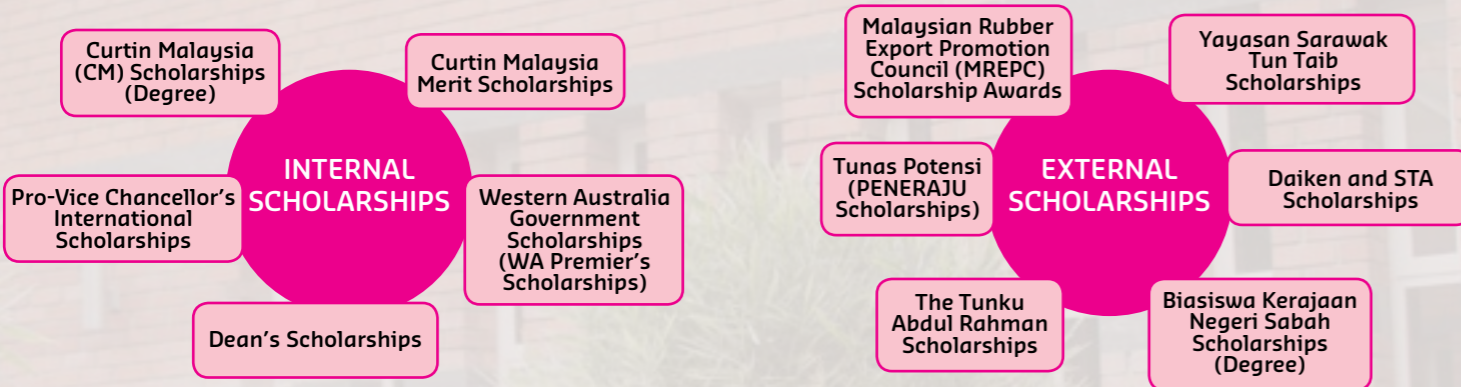 INTERNAL
SCHOLARSHIPS
Curtin Malaysia
(CM) Scholarships
(Degree)
Curtin Malaysia
Merit Scholarships
Pro-Vice Chancellor’s
International
Scholarships
Western Australia
Government
Scholarships
(WA Premier’s
Scholarships)
Dean’s Scholarships
EXTERNAL
SCHOLARSHIPS
Malaysian Rubber
Export Promotion
Council (MREPC)
Scholarship Awards
Yayasan Sarawak
Tun Taib
Scholarships
Tunas Potensi
(PENERAJU
Scholarships)
Daiken and STA
Scholarships
The Tunku
Abdul Rahman
Scholarships
Biasiswa Kerajaan
Negeri Sabah
Scholarships
(Degree)